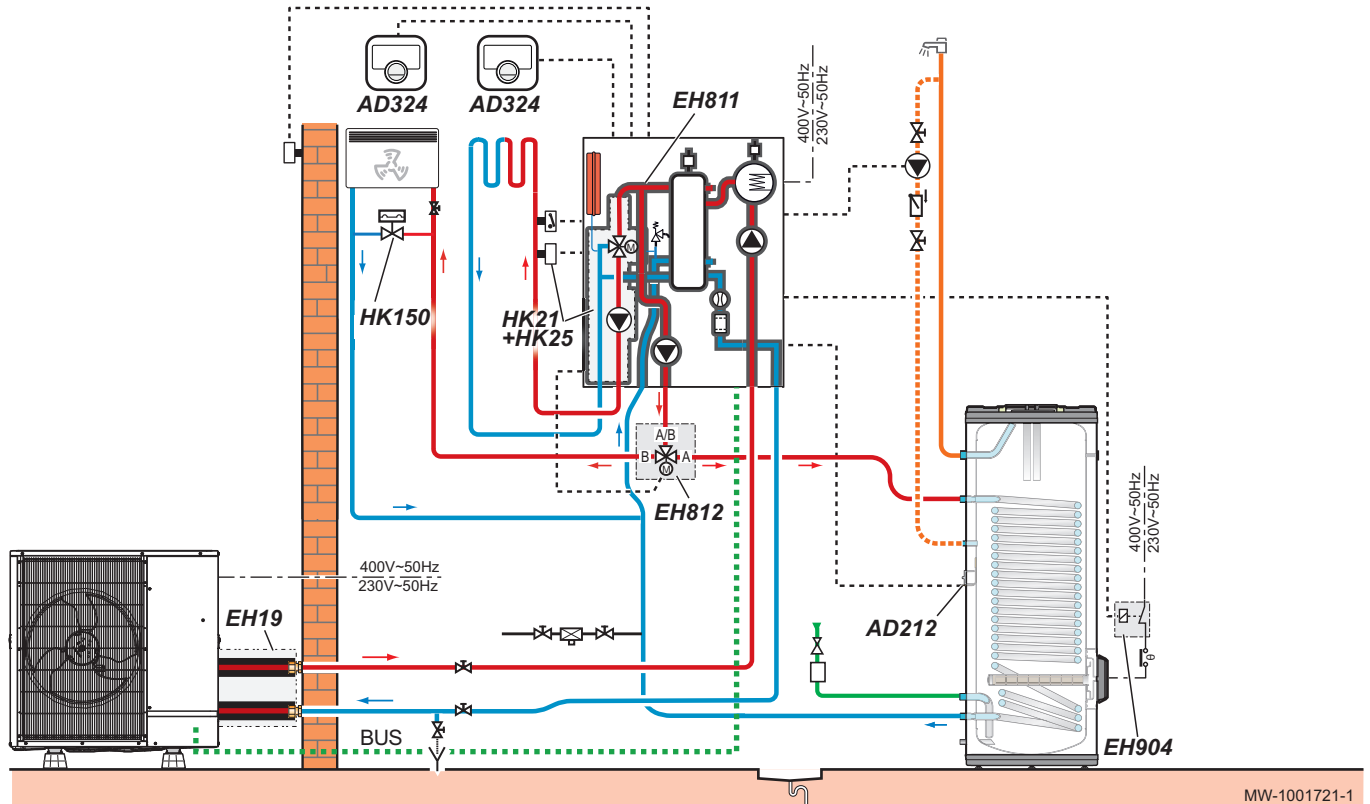 AD324
AD324
EH811
400V~50Hz
230V~50Hz
HK150
HK21
+HK25
M
A/B
B
A
M
EH812
400V~50Hz
230V~50Hz
EH19
AD212
400V~50Hz
230V~50Hz
θ
EH904
BUS
MW-1001721-1